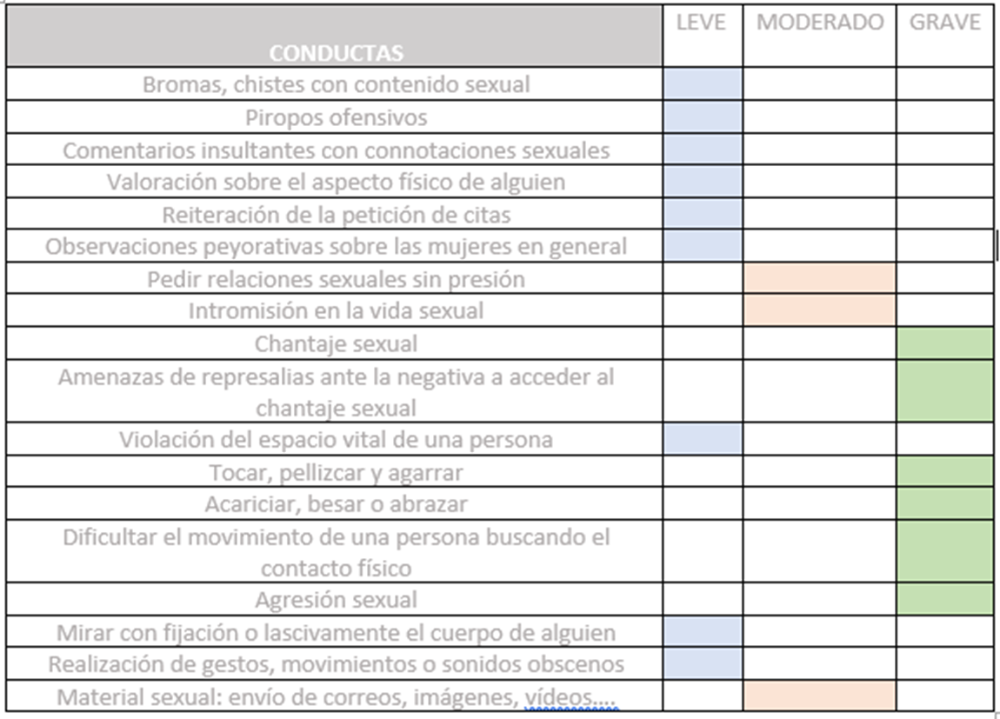 LEVE MODERADO GRAVE
CONDUCTAS
Bromas, chistes con contenido sexual
Piropos ofensivos
Comentarios insultantes con connotaciones sexuales
Valoración sobre el aspecto físico de alguien
Reiteración de la petición de citas
Observaciones peyorativas sobre las mujeres en general
Pedir relaciones sexuales sin presión
Intromisión en la vida sexual
Chantaje sexual
Amenazas de represalias ante la negativa a acceder al
chantaje sexual
Violación del espacio vital de una persona
Tocar, pellizcar y agarrar
Acariciar, besar o abrazar
Dificultar el movimiento de una persona buscando el
contacto físico
Agresión sexual
Mirar con fijación o lascivamente el cuerpo de alguien
Realización de gestos, movimientos o sonidos obscenos
Material sexual: envío de correos, imágenes, vídeos....